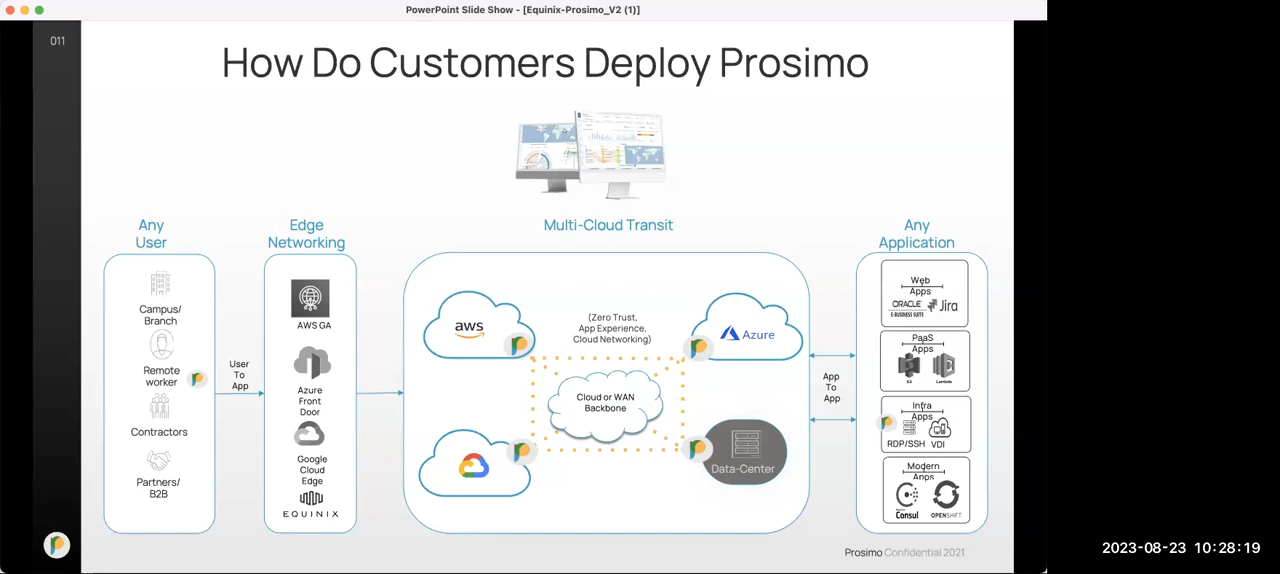 PowerPoint Slide Show - [Equinix-Prosimo_V2 (1)]
011
How Do Customers Deploy Prosimo
Any
User
Campus/
Branch
Remote
worker
Contractors
Partners/
B2B
User
To
App
Edge
Networking
AWS GA
Azure
Front
Door
Google
Cloud
Edge
EQUINIX
Multi-Cloud Transit
aws
(Zero Trust,
App Experience,
Cloud Networking)
Azure
Cloud or WAN
Backbone
Data-Center
App
To
App
Any
Application
Web
Apps
ORACLE
E-BUSINESS SUITE
Jira
PaaS
Apps
S3
Lambda
Infra
Apps
RDP/SSH
VDI
Modern
Apps
Consul
OPENSHIFT
Prosimo Confidential 2021
2023-08-23 10:28:19